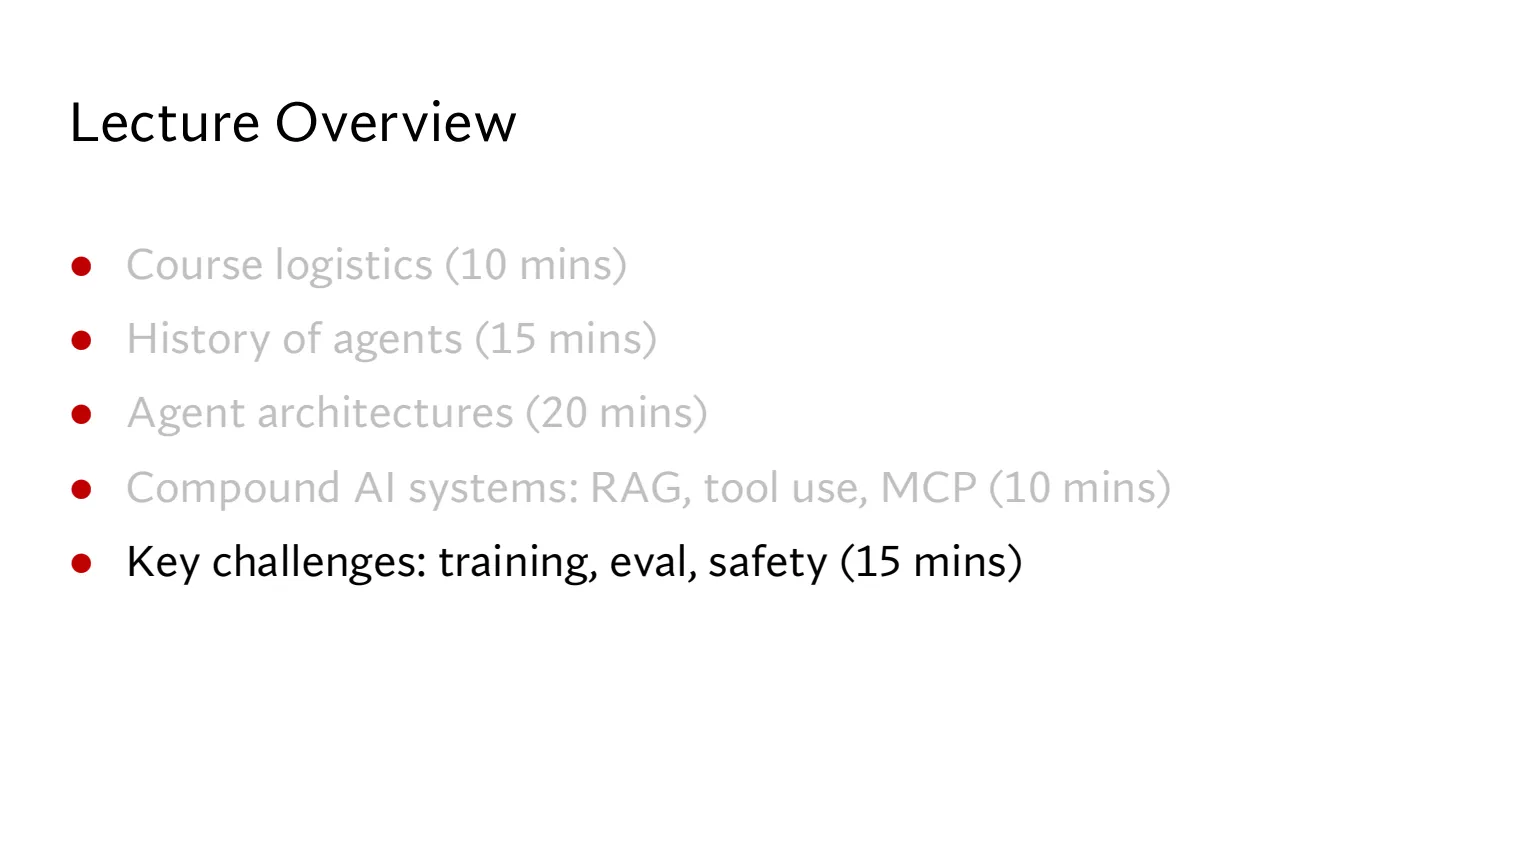 Lecture Overview
● Course logistics (10 mins)
● History of agents (15 mins)
● Agent architectures (20 mins)
● Compound AI systems: RAG, tool use, MCP (10 mins)
● Key challenges: training, eval, safety (15 mins)